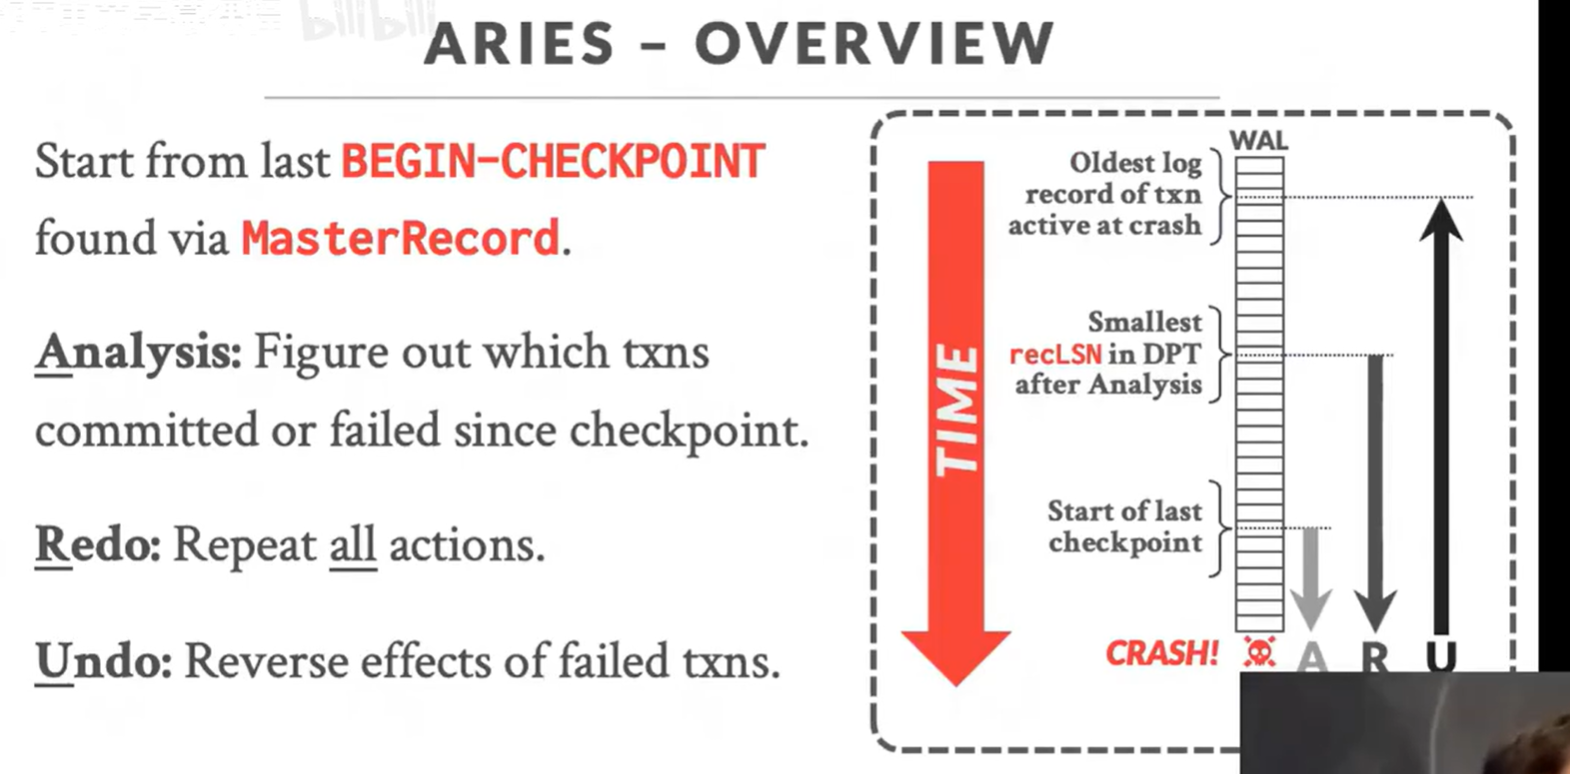 ARIES – OVERVIEW
Start from last BEGIN-CHECKPOINT
found via MasterRecord.
Analysis: Figure out which txns
committed or failed since checkpoint.
Redo: Repeat all actions.
Undo: Reverse effects of failed txns.
TIME
WAL
Oldest log
record of txn
active at crash
Smallest
recLSN in DPT
after Analysis
Start of last
checkpoint
CRASH!
A R U